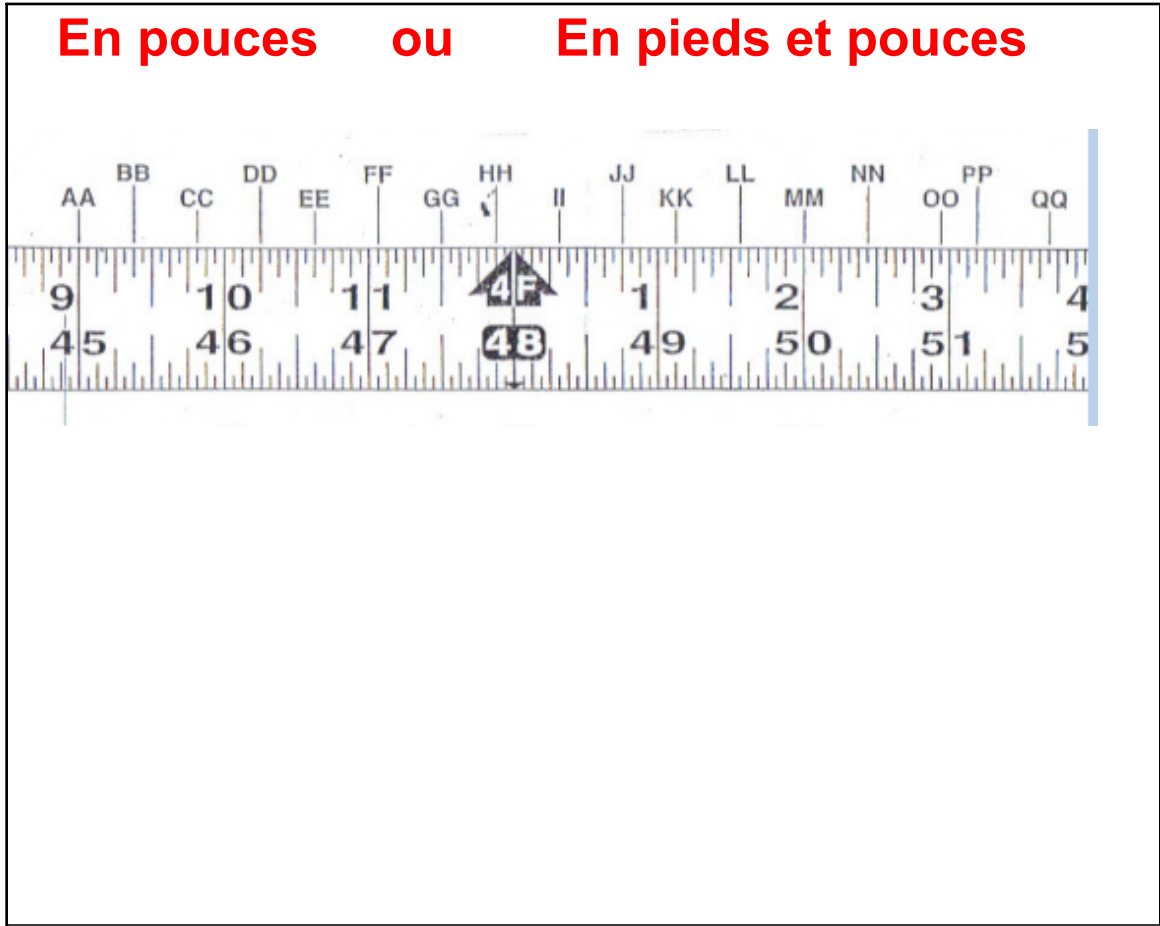 En pouces ou En pieds et pouces
BB DD FF HH JJ LL NN PP
AA CC EE GG II KK MM OO QQ
9 10 11 4F 1 2 3 4
45 46 47 48 49 50 51 5